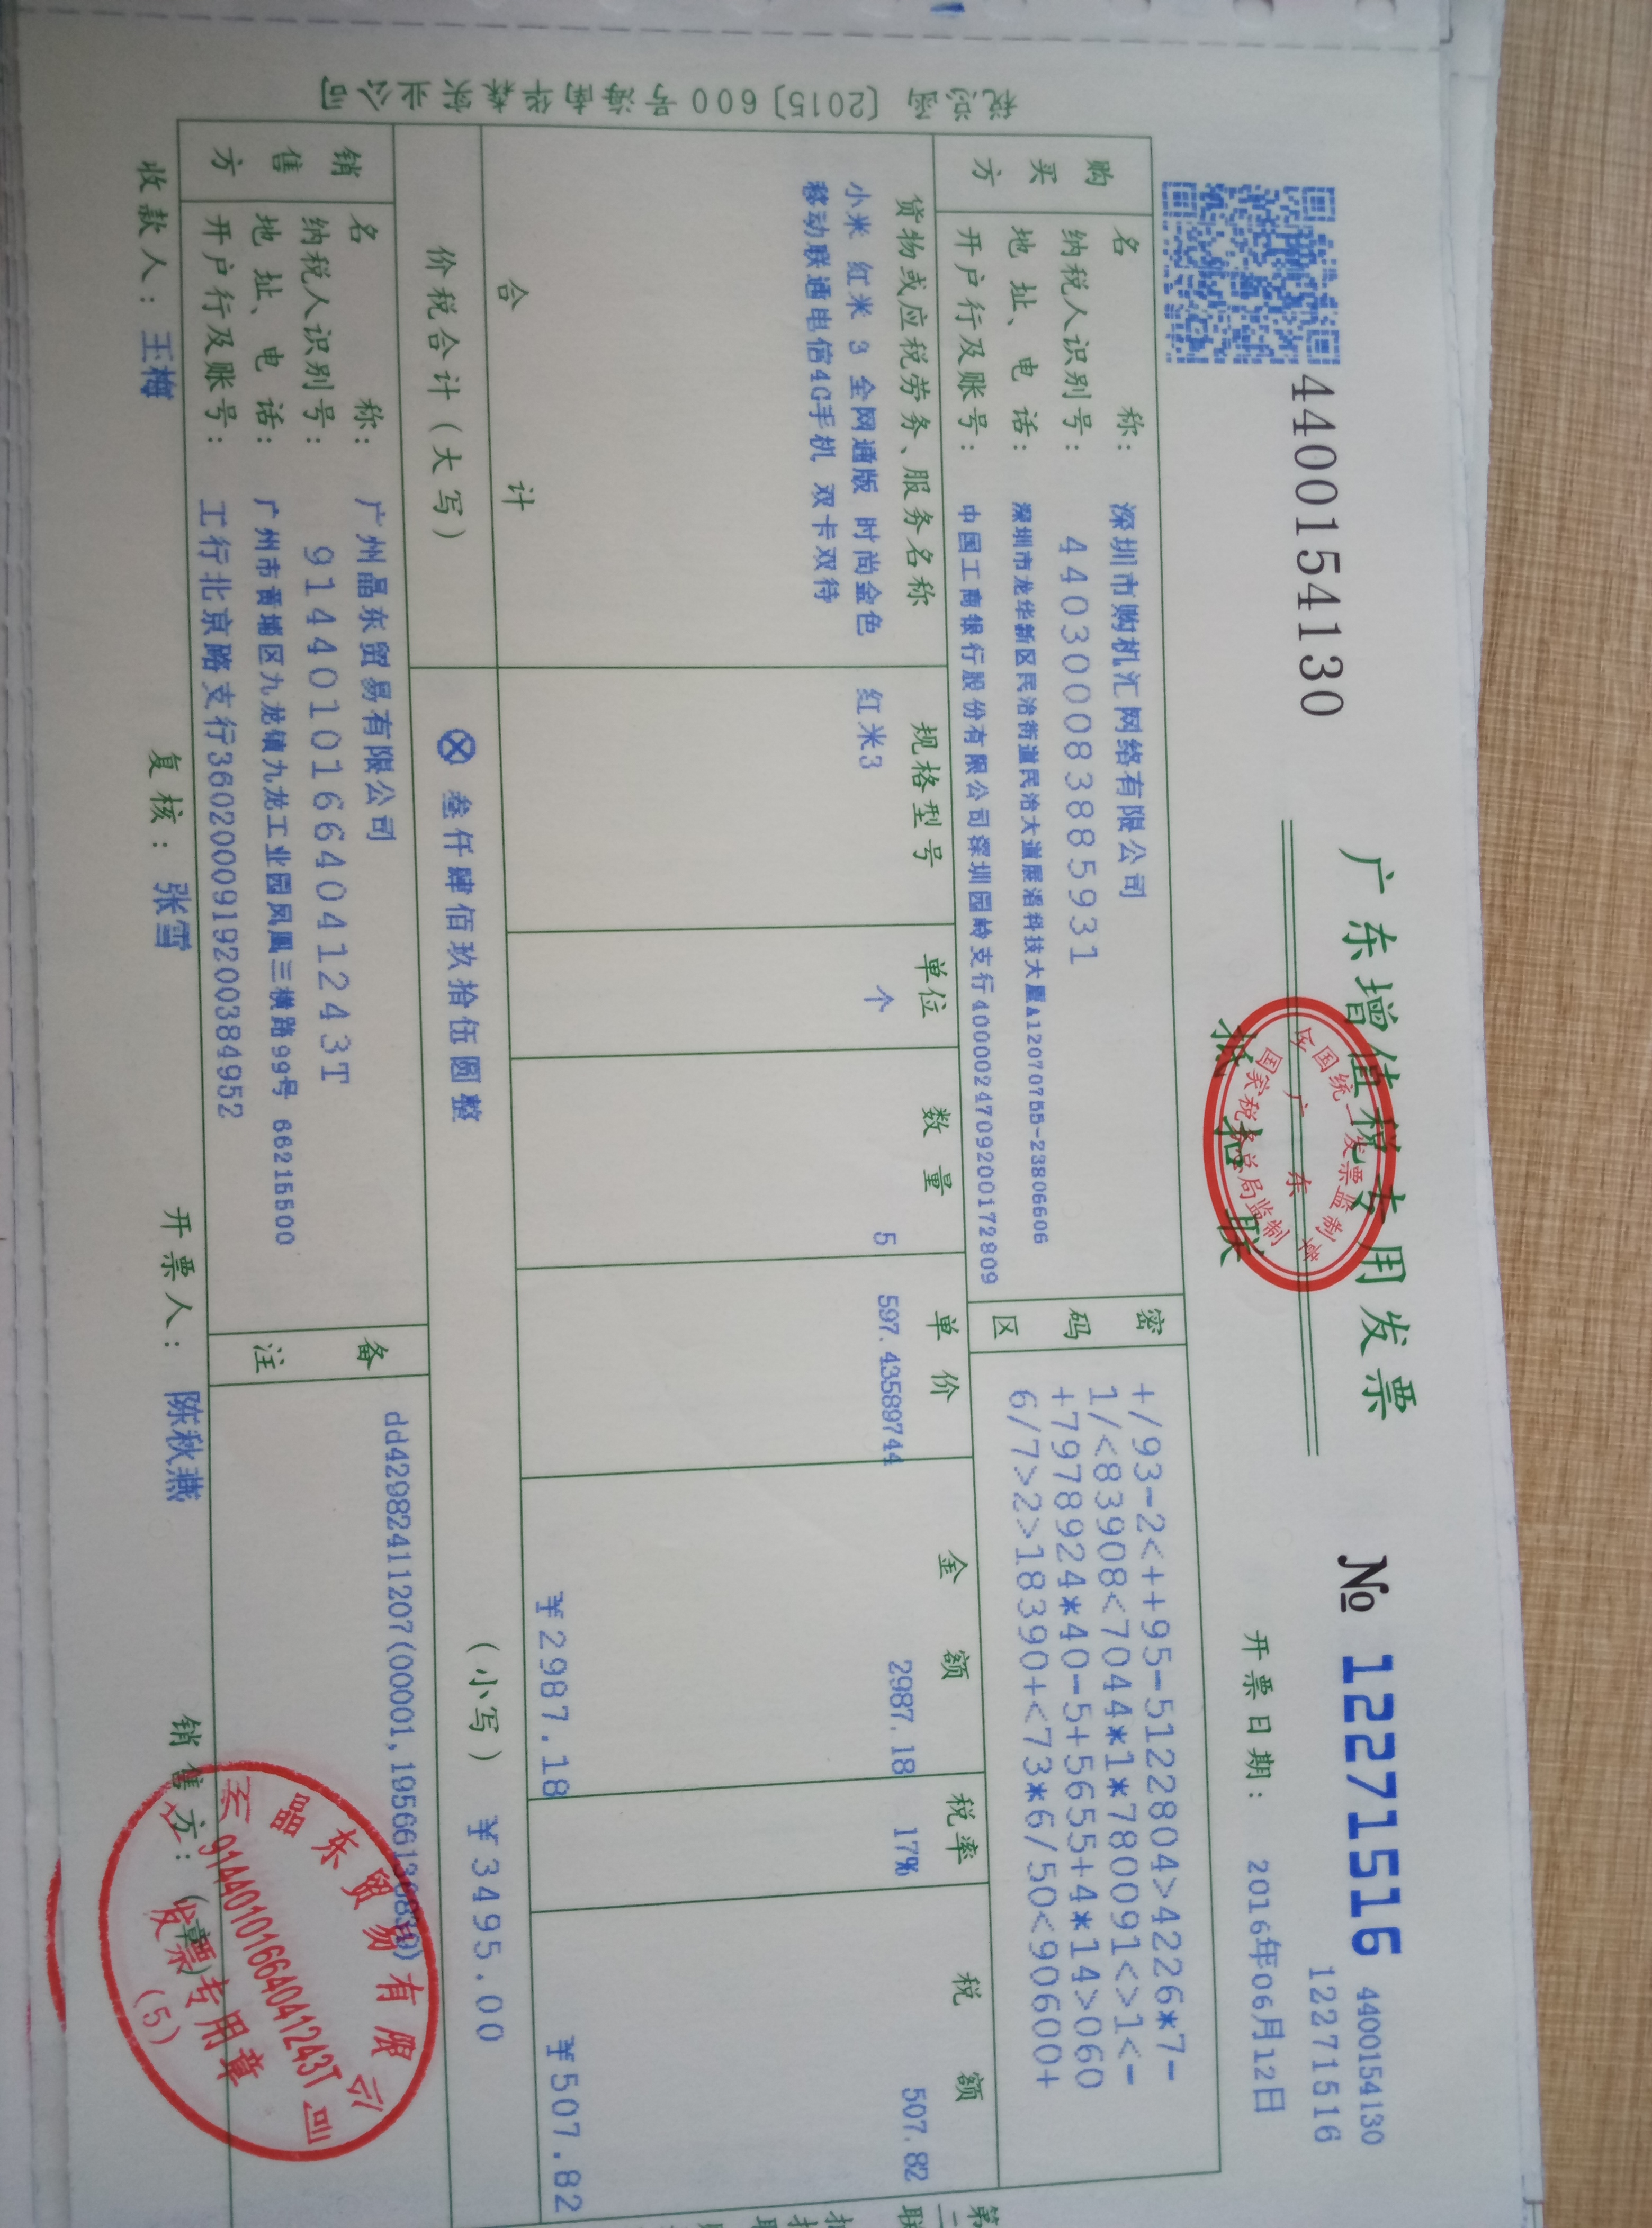 4400154130
广东增值税专用发票
抵扣联
全国统一发票监制章
广东
国家税务总局监制
№ 12271516
4400154130
12271516
开票日期: 2016年06月12日
税总函〔2015〕600号海南华森实业公司
购买方
名 称: 深圳市购机汇网络有限公司
纳税人识别号: 440300083885931
地 址、电 话: 深圳市龙华新区民治街道民治大道展滔科技大厦A12070755-23806606
开户行及账号: 中国工商银行股份有限公司深圳园岭支行4000024709200172809
密码区
+/93-2<++95-5122804>4226*7-
1/<83908<7044*1*780091<>1<-
+7978924*40-5+5655+4*14>060
6/7>2>18390+<73*6/50<90600+
货物或应税劳务、服务名称 规格型号 单位 数 量 单 价 金 额 税率 税 额
小米 红米 3 全网通版 时尚金色 红米3 个 5 597.43589744 2987.18 17% 507.82
移动联通电信4G手机 双卡双待
合 计 ¥2987.18 ¥507.82
价税合计(大写) ⊗ 叁仟肆佰玖拾伍圆整 (小写) ¥3495.00
销售方
名 称: 广州晶东贸易有限公司
纳税人识别号: 91440101664041243T
地 址、电 话: 广州市黄埔区九龙镇九龙工业园凤凰三横路99号 66215500
开户行及账号: 工行北京路支行3602000919200384952
备注
dd42982411207(00001,19566130839)
收款人: 王梅 复核: 张雪 开票人: 陈秋燕 销售方:(章)
晶东贸易有限公司
91440101664041243T
发票专用章
(5)
第二联